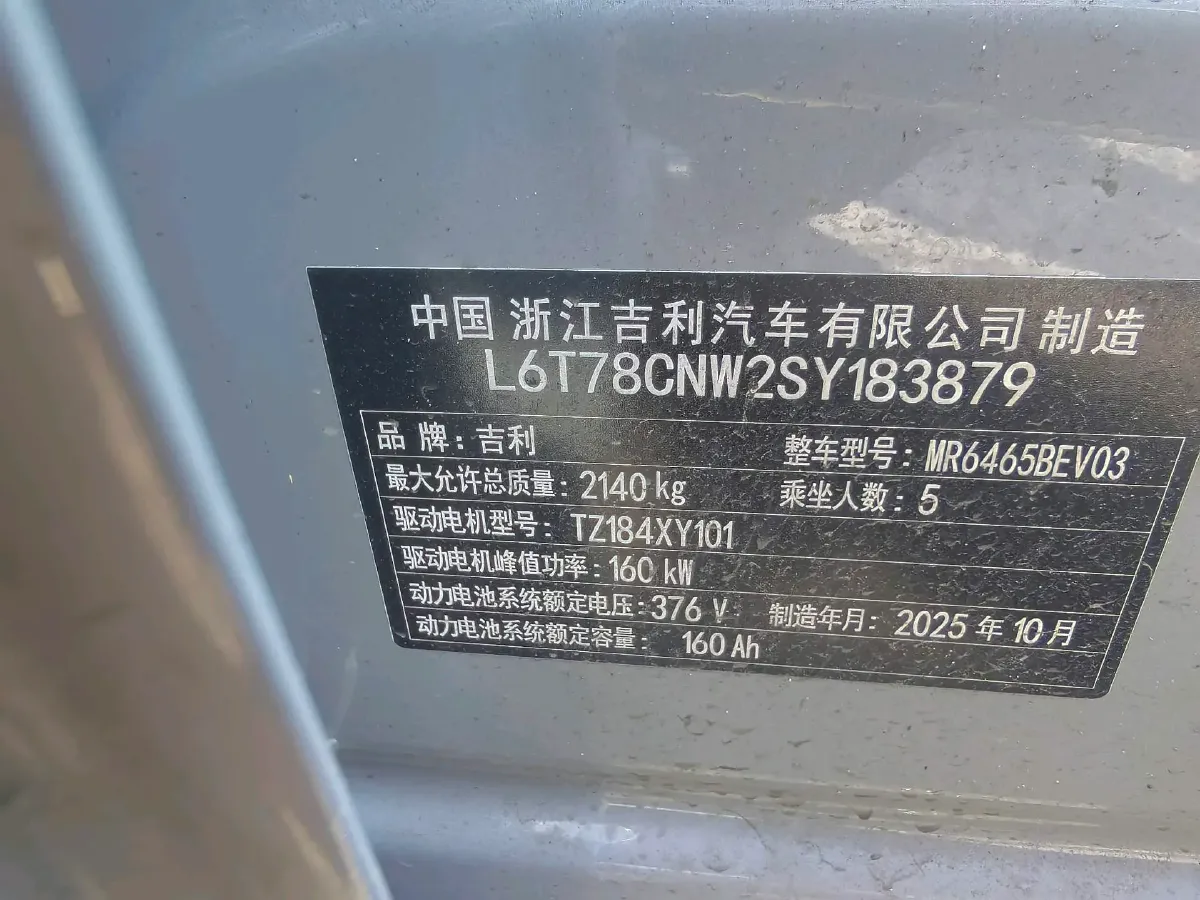 中国 浙江吉利汽车有限公司 制造
L6T78CNW2SY183879
品 牌：吉利 整车型号：MR6465BEV03
最大允许总质量：2140 kg 乘坐人数：5
驱动电机型号：TZ184XY101
驱动电机峰值功率：160 kW
动力电池系统额定电压：376 V 制造年月：2025 年 10 月
动力电池系统额定容量： 160 Ah